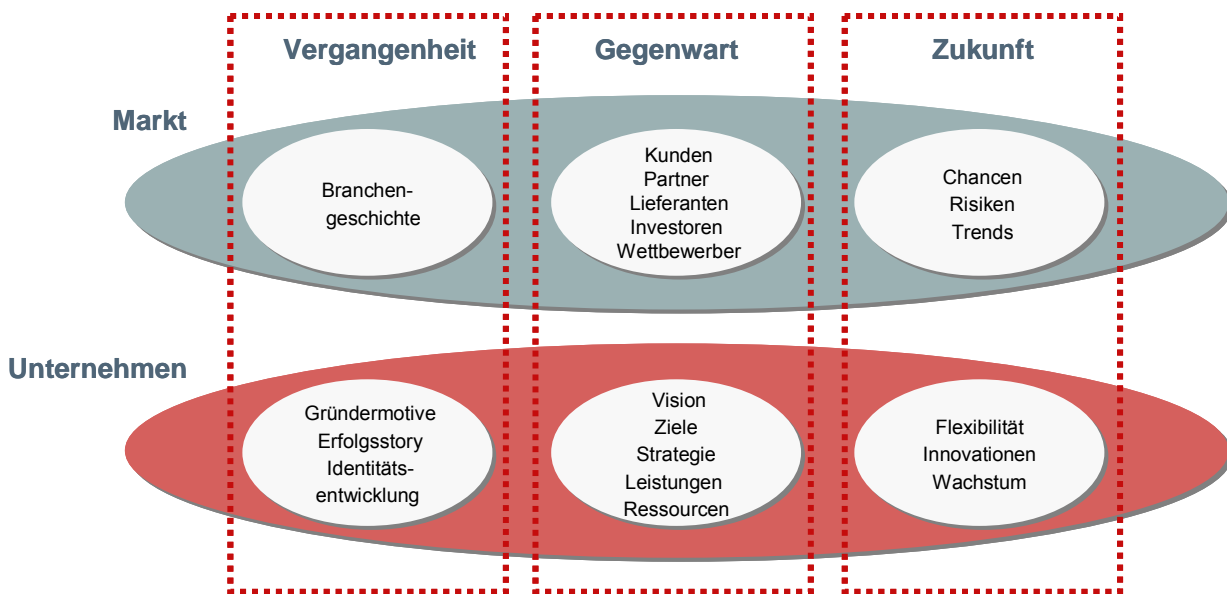 Vergangenheit
Gegenwart
Zukunft
Markt
Branchen-
geschichte
Kunden
Partner
Lieferanten
Investoren
Wettbewerber
Chancen
Risiken
Trends
Unternehmen
Gründermotive
Erfolgsstory
Identitäts-
entwicklung
Vision
Ziele
Strategie
Leistungen
Ressourcen
Flexibilität
Innovationen
Wachstum